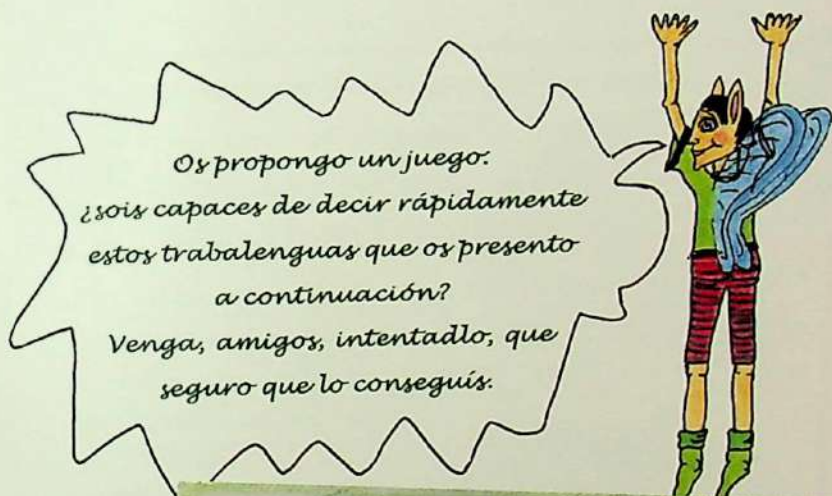 Os propongo un juego:
¿sois capaces de decir rápidamente
estos trabalenguas que os presento
a continuación?
Venga, amigos, intentadlo, que
seguro que lo conseguís.